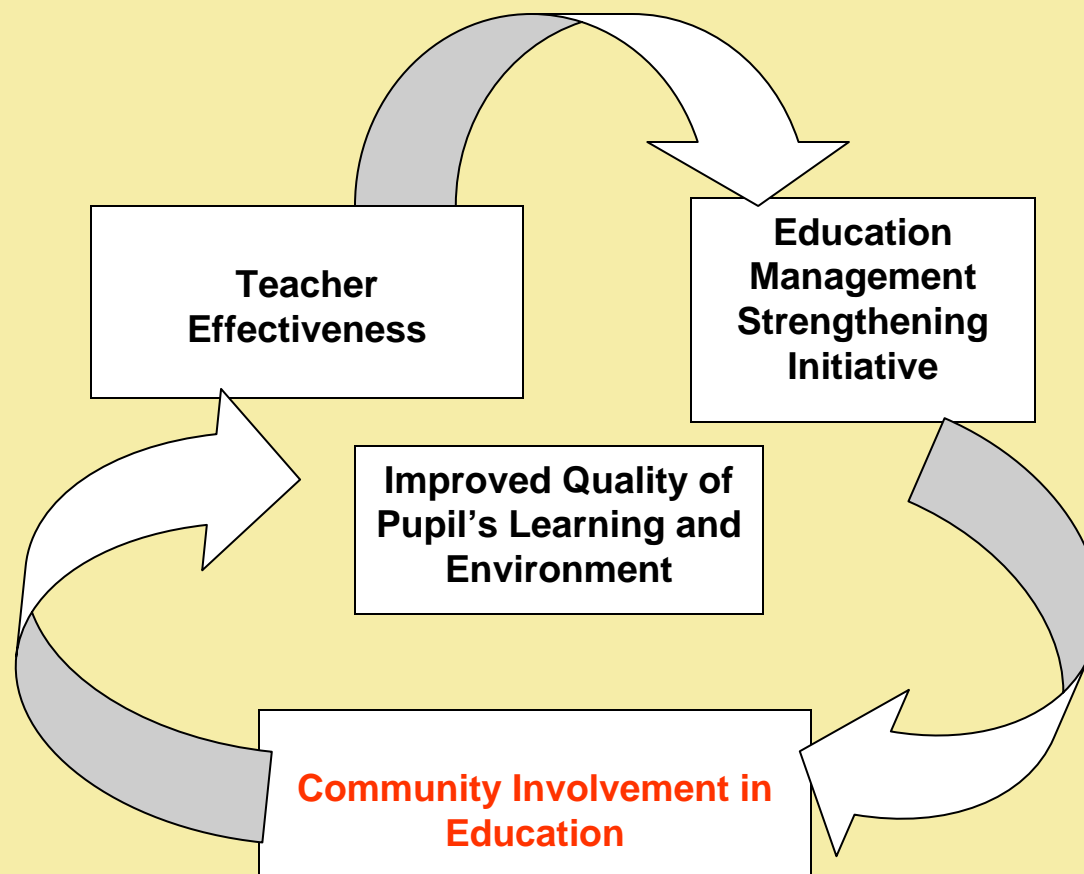 Teacher
Effectiveness
Education
Management
Strengthening
Initiative
Improved Quality of
Pupil’s Learning and
Environment
Community Involvement in
Education